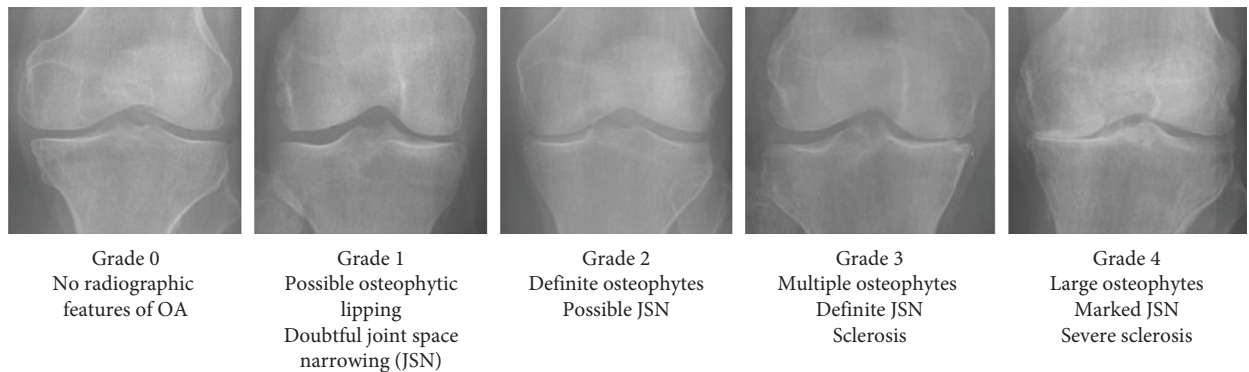 Grade 0
No radiographic
features of OA
Grade 1
Possible osteophytic
lipping
Doubtful joint space
narrowing (JSN)
Grade 2
Definite osteophytes
Possible JSN
Grade 3
Multiple osteophytes
Definite JSN
Sclerosis
Grade 4
Large osteophytes
Marked JSN
Severe sclerosis